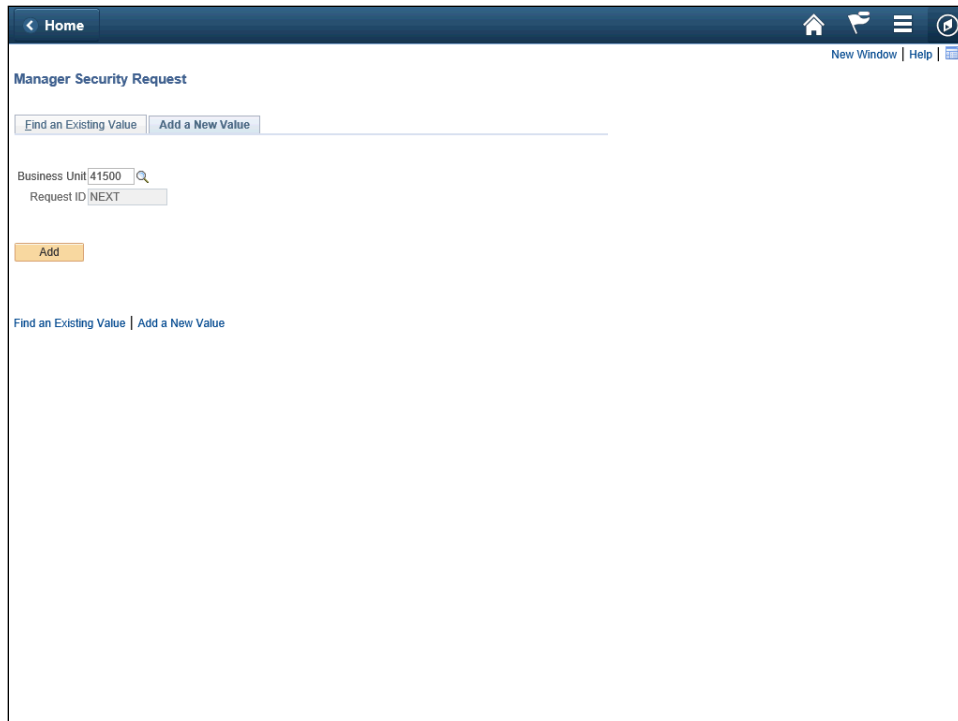 Home
New Window | Help |
Manager Security Request
Find an Existing Value Add a New Value
Business Unit 41500
Request ID NEXT
Add
Find an Existing Value | Add a New Value